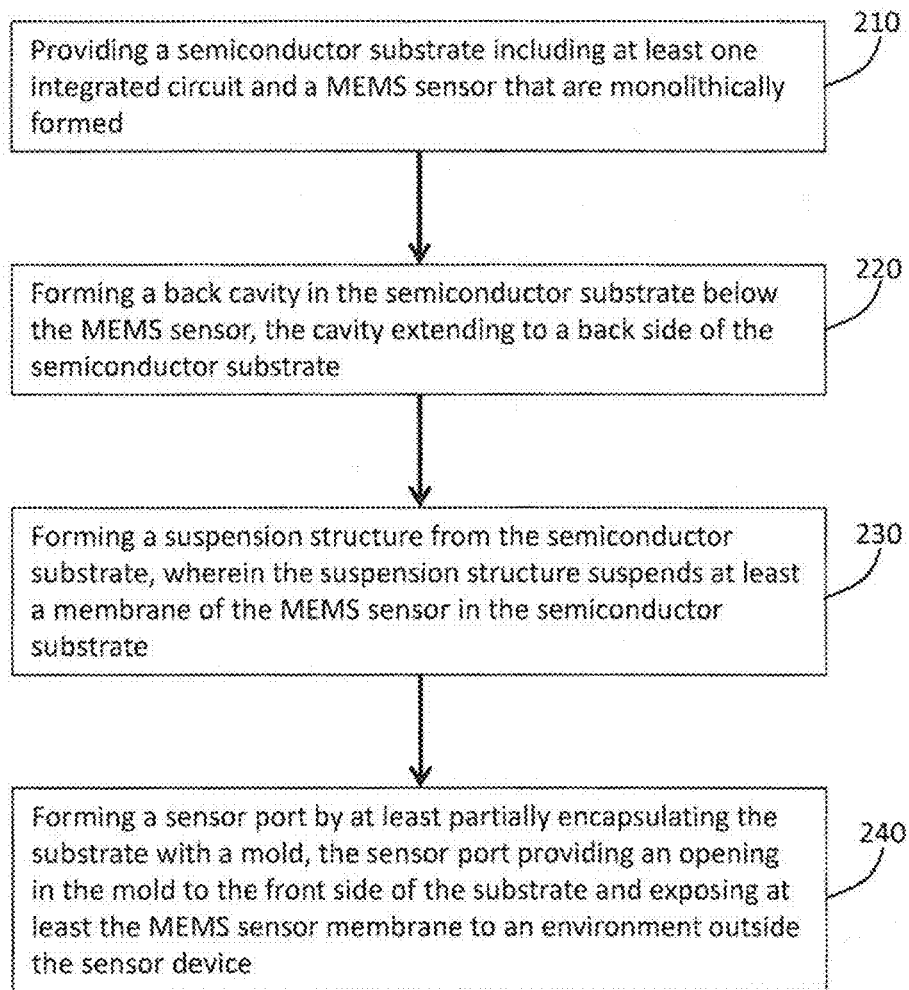 210
Providing a semiconductor substrate including at least one
integrated circuit and a MEMS sensor that are monolithically
formed
220
Forming a back cavity in the semiconductor substrate below
the MEMS sensor, the cavity extending to a back side of the
semiconductor substrate
230
Forming a suspension structure from the semiconductor
substrate, wherein the suspension structure suspends at least
a membrane of the MEMS sensor in the semiconductor
substrate
240
Forming a sensor port by at least partially encapsulating the
substrate with a mold, the sensor port providing an opening
in the mold to the front side of the substrate and exposing at
least the MEMS sensor membrane to an environment outside
the sensor device